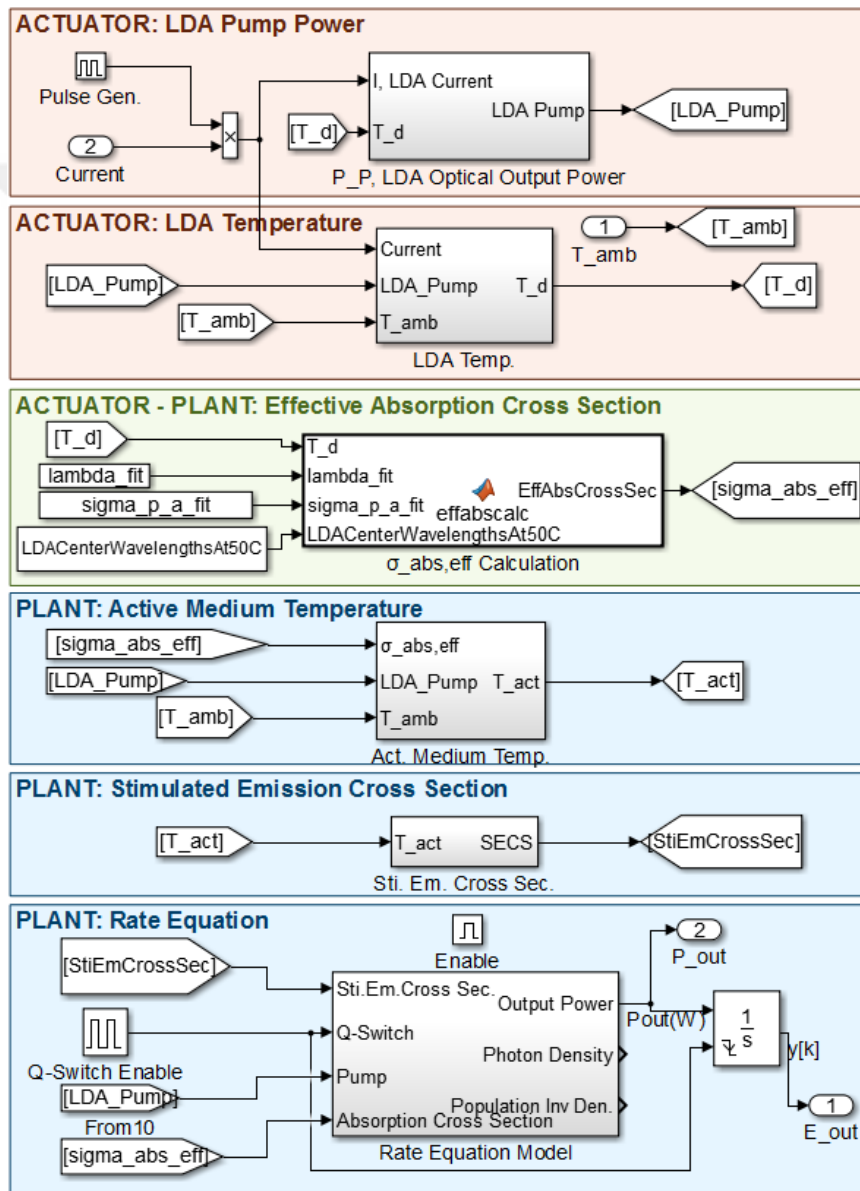 ACTUATOR: LDA Pump Power
Pulse Gen.
2
Current
×
[T_d]
I, LDA Current
T_d
LDA Pump
P_P, LDA Optical Output Power
[LDA_Pump]
ACTUATOR: LDA Temperature
[LDA_Pump]
[T_amb]
Current
LDA_Pump
T_amb
T_d
LDA Temp.
1
T_amb
[T_amb]
[T_d]
ACTUATOR - PLANT: Effective Absorption Cross Section
[T_d]
lambda_fit
sigma_p_a_fit
LDACenterWavelengthsAt50C
T_d
lambda_fit
sigma_p_a_fit
LDACenterWavelengthsAt50C
effabscalc
EffAbsCrossSec
σ_abs,eff Calculation
[sigma_abs_eff]
PLANT: Active Medium Temperature
[sigma_abs_eff]
[LDA_Pump]
[T_amb]
σ_abs,eff
LDA_Pump
T_amb
T_act
Act. Medium Temp.
[T_act]
PLANT: Stimulated Emission Cross Section
[T_act]
T_act
SECS
Sti. Em. Cross Sec.
[StiEmCrossSec]
PLANT: Rate Equation
[StiEmCrossSec]
Q-Switch Enable
[LDA_Pump]
From10
[sigma_abs_eff]
Enable
Sti.Em.Cross Sec.
Q-Switch
Pump
Absorption Cross Section
Output Power
Photon Density
Population Inv Den.
Rate Equation Model
2
P_out
Pout(W)
1
s
y[k]
1
E_out